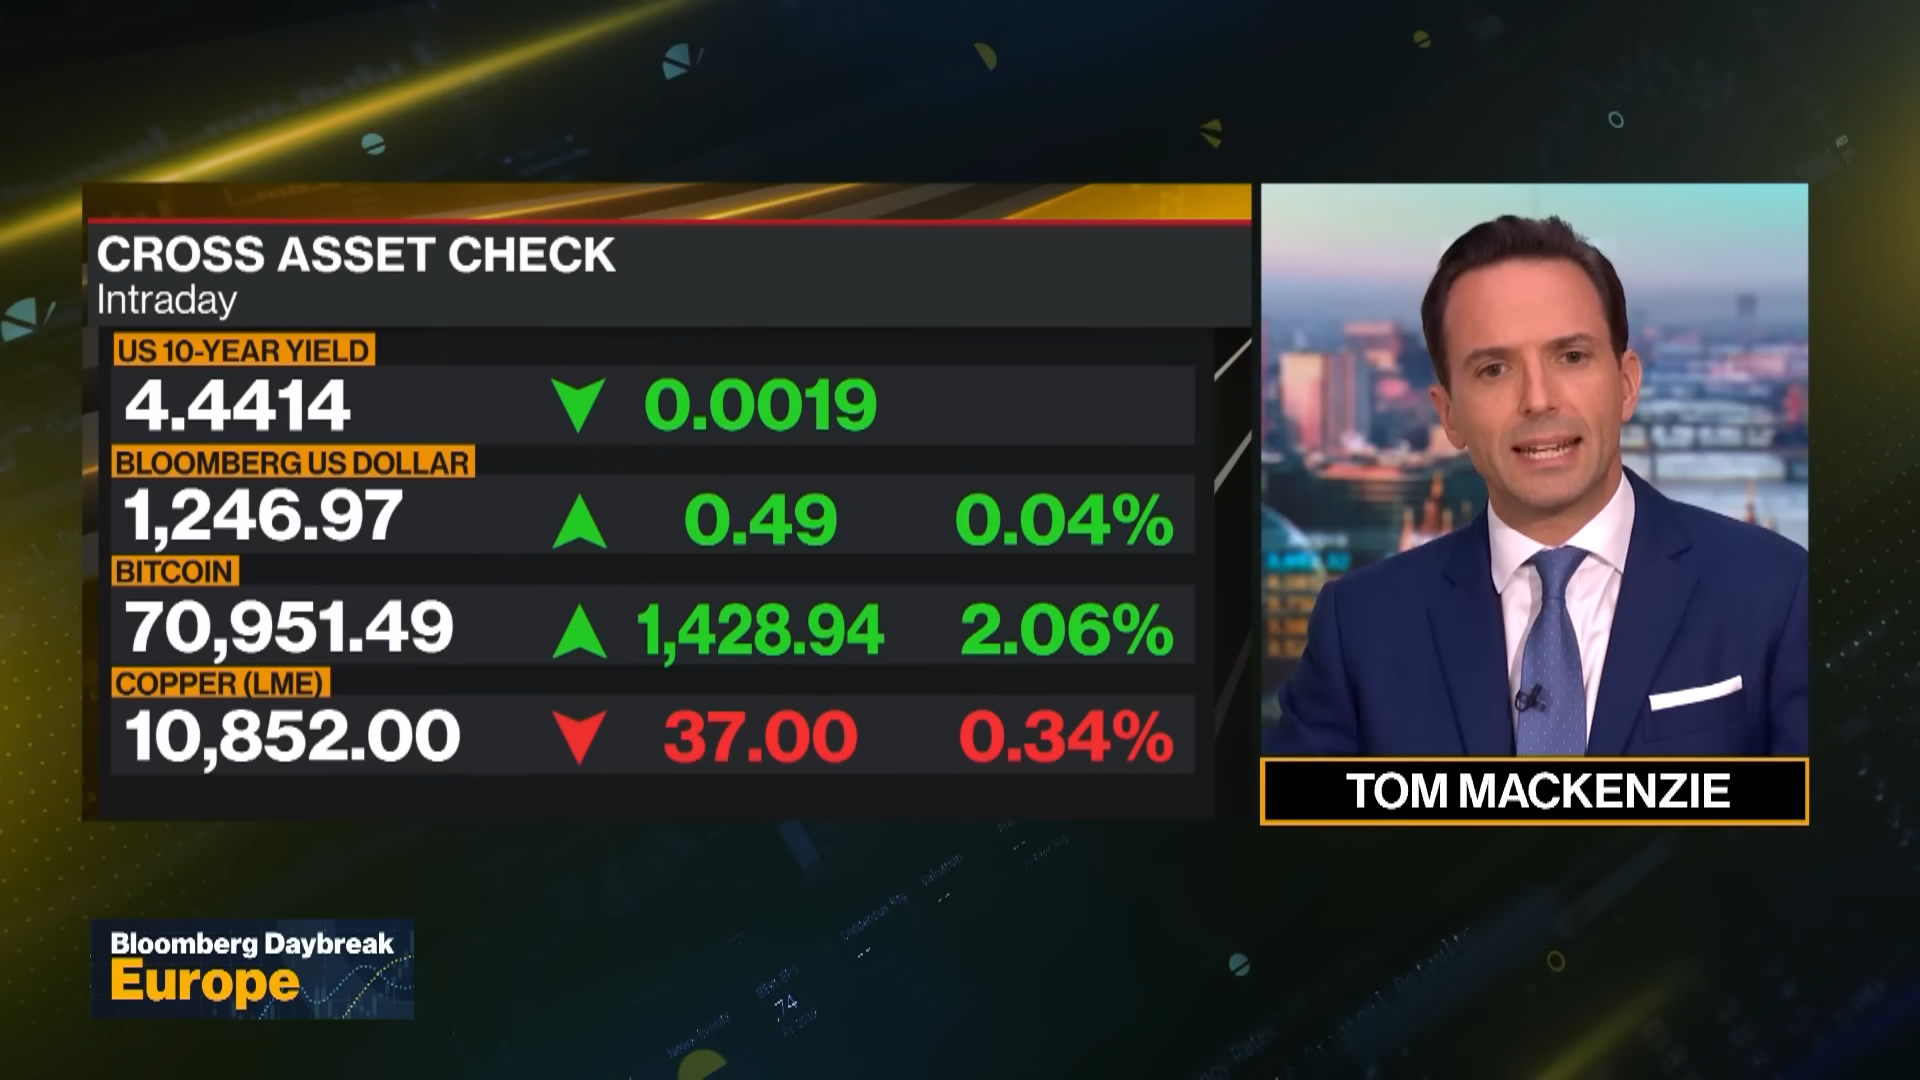 CROSS ASSET CHECK
Intraday
US 10-YEAR YIELD
4.4414 ▼ 0.0019
BLOOMBERG US DOLLAR
1,246.97 ▲ 0.49 0.04%
BITCOIN
70,951.49 ▲ 1,428.94 2.06%
COPPER (LME)
10,852.00 ▼ 37.00 0.34%
TOM MACKENZIE
Valuation
74
Bloomberg Daybreak
Europe